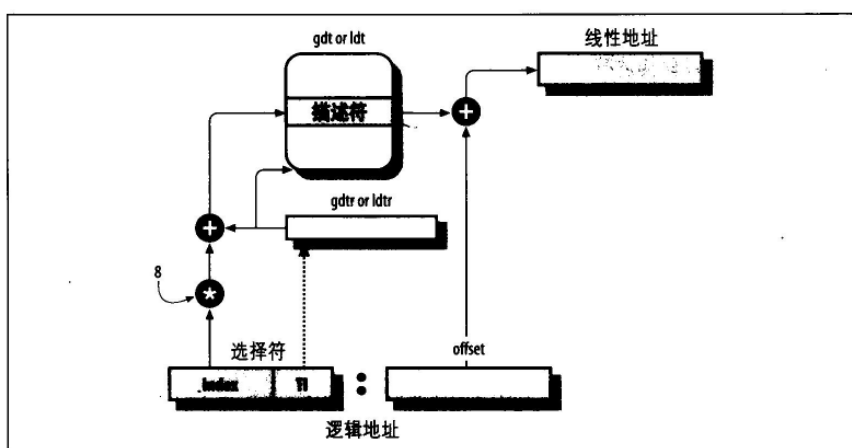 gdt or ldt
线性地址
描述符
+
+
gdtr or ldtr
8
*
选择符
offset
Index
TI
:
逻辑地址